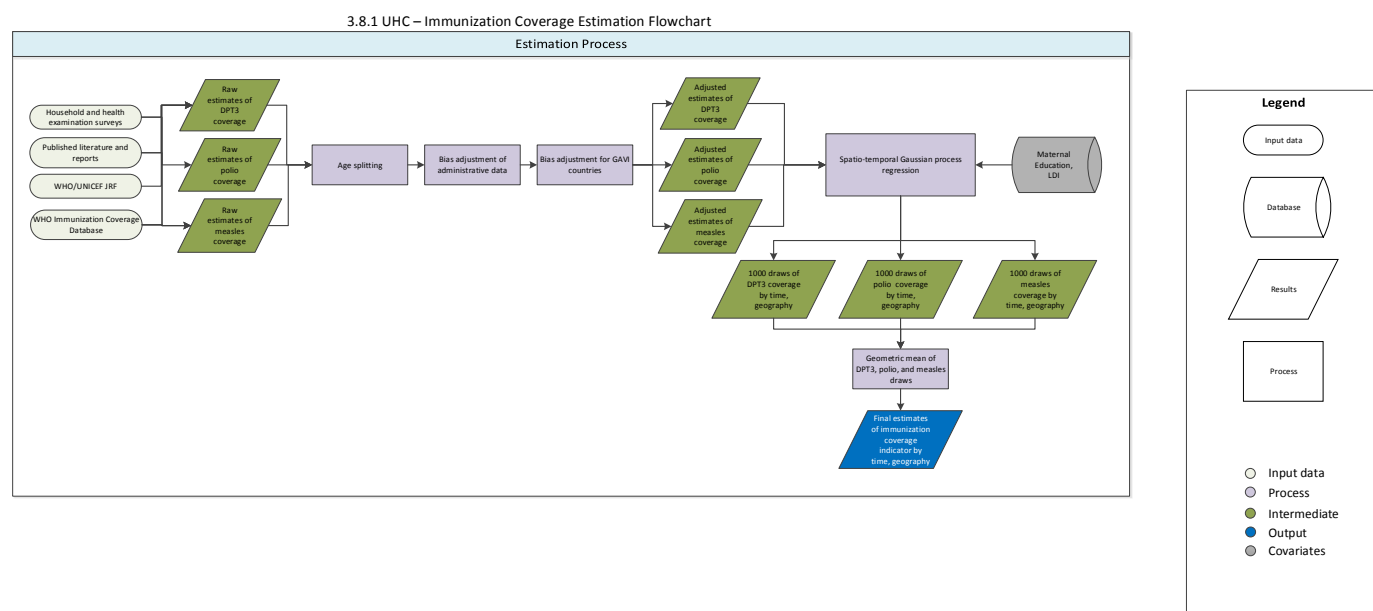 3.8.1 UHC – Immunization Coverage Estimation Flowchart
Estimation Process
Household and health
examination surveys
Published literature and
reports
WHO/UNICEF JRF
WHO Immunization Coverage
Database
Raw
estimates of
DPT3
coverage
Raw
estimates of
polio
coverage
Raw
estimates of
measles
coverage
Age splitting
Bias adjustment of
administrative data
Bias adjustment for GAVI
countries
Adjusted
estimates of
DPT3
coverage
Adjusted
estimates of
polio
coverage
Adjusted
estimates of
measles
coverage
Spatio-temporal Gaussian process
regression
Maternal
Education,
LDI
1000 draws of
DPT3 coverage
by time,
geography
1000 draws of
polio coverage
by time,
geography
1000 draws of
measles
coverage by
time, geography
Geometric mean of
DPT3, polio, and measles
draws
Final estimates
of immunization
coverage
indicator by
time, geography
Legend
Input data
Database
Results
Process
Input data
Process
Intermediate
Output
Covariates